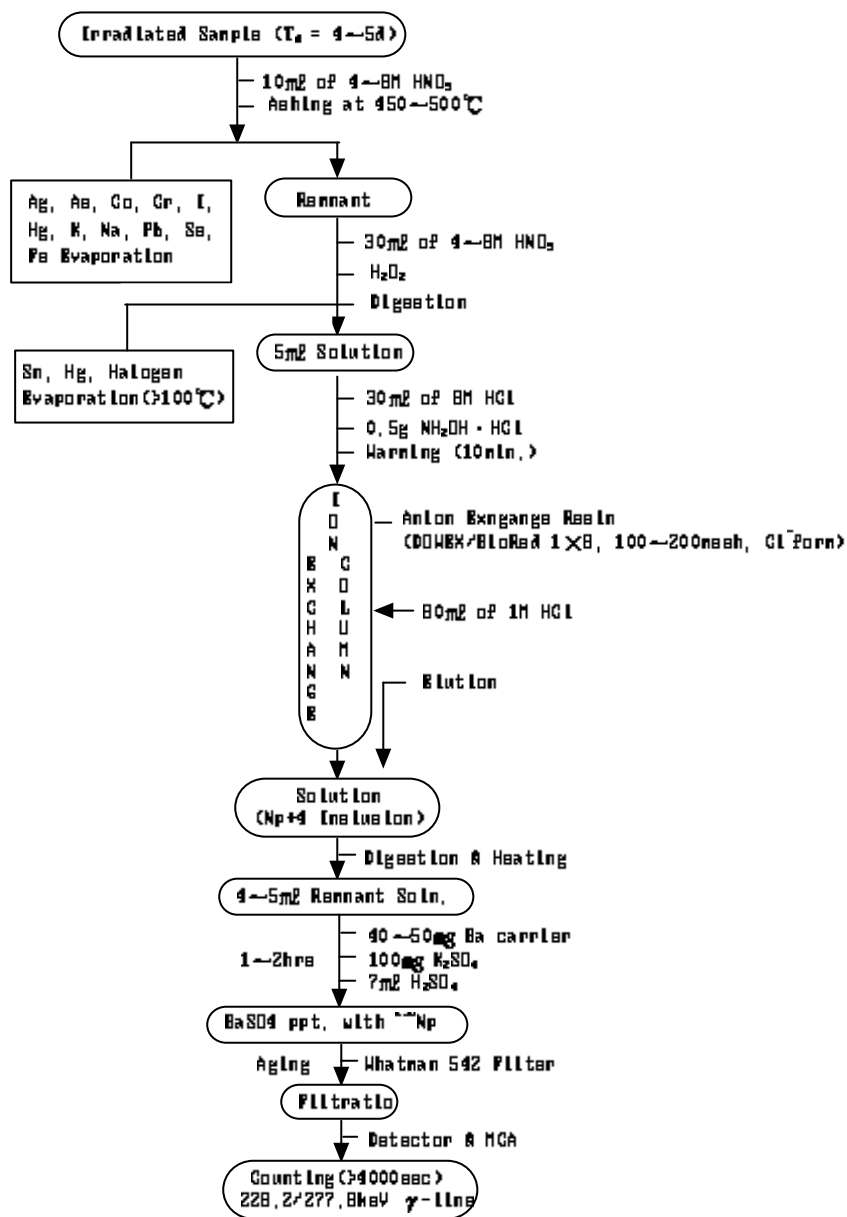 Irradiated Sample (Td = 4~5d)
10mℓ of 4~8M HNO₃
Ashing at 450~500℃
Ag, As, Co, Cr, I,
Hg, K, Na, Pb, Se,
Fe Evaporation
Remnant
30mℓ of 4~8M HNO₃
H₂O₂
Digestion
5mℓ Solution
Sn, Hg, Halogen
Evaporation(>100℃)
30mℓ of 8M HCl
0.5g NH₂OH · HCl
Warming (10min.)
ION
EXCHANGE
COLUMN
Anion Exngange Resin
(DOWEX/BioRad 1×8, 100~200mesh, Cl⁻form)
80mℓ of 1M HCl
Elution
Solution
(Np+4 Inslusion)
Digestion & Heating
4~5mℓ Remnant Soln.
1~2hrs
40~50mg Ba carrier
100mg K₂SO₄
7mℓ H₂SO₄
BaSO4 ppt. with Np
Aging
Whatman 542 Filter
Filtratio
Detector & MCA
Counting(>4000sec)
228.2/277.8keV γ-line